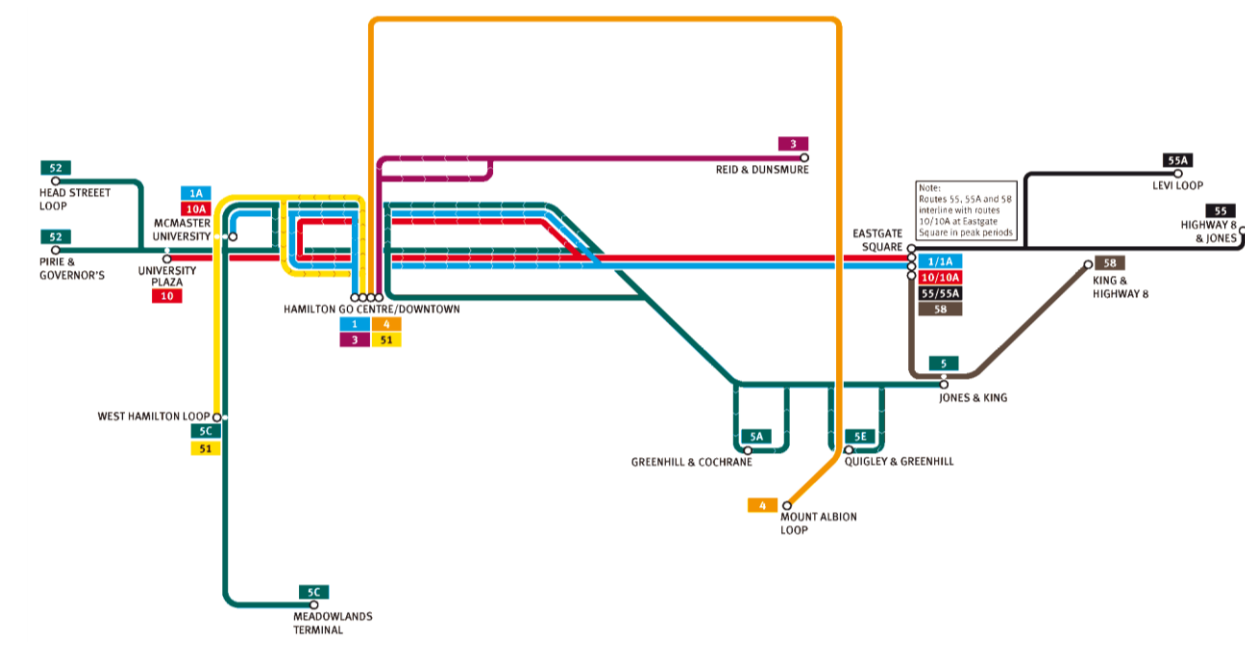 3
REID & DUNSMURE
52
HEAD STREEET
LOOP
1A
10A
MCMASTER
UNIVERSITY
52
PIRIE &
GOVERNOR'S
UNIVERSITY
PLAZA
10
HAMILTON GO CENTRE/DOWNTOWN
1
4
3
51
55A
LEVI LOOP
Note:
Routes 55, 55A and 58
interline with routes
10/10A at Eastgate
Square in peak periods
55
HIGHWAY 8
& JONES
EASTGATE
SQUARE
1/1A
10/10A
55/55A
58
58
KING &
HIGHWAY 8
5
JONES & KING
WEST HAMILTON LOOP
5C
51
5A
GREENHILL & COCHRANE
5E
QUIGLEY & GREENHILL
4
MOUNT ALBION
LOOP
5C
MEADOWLANDS
TERMINAL